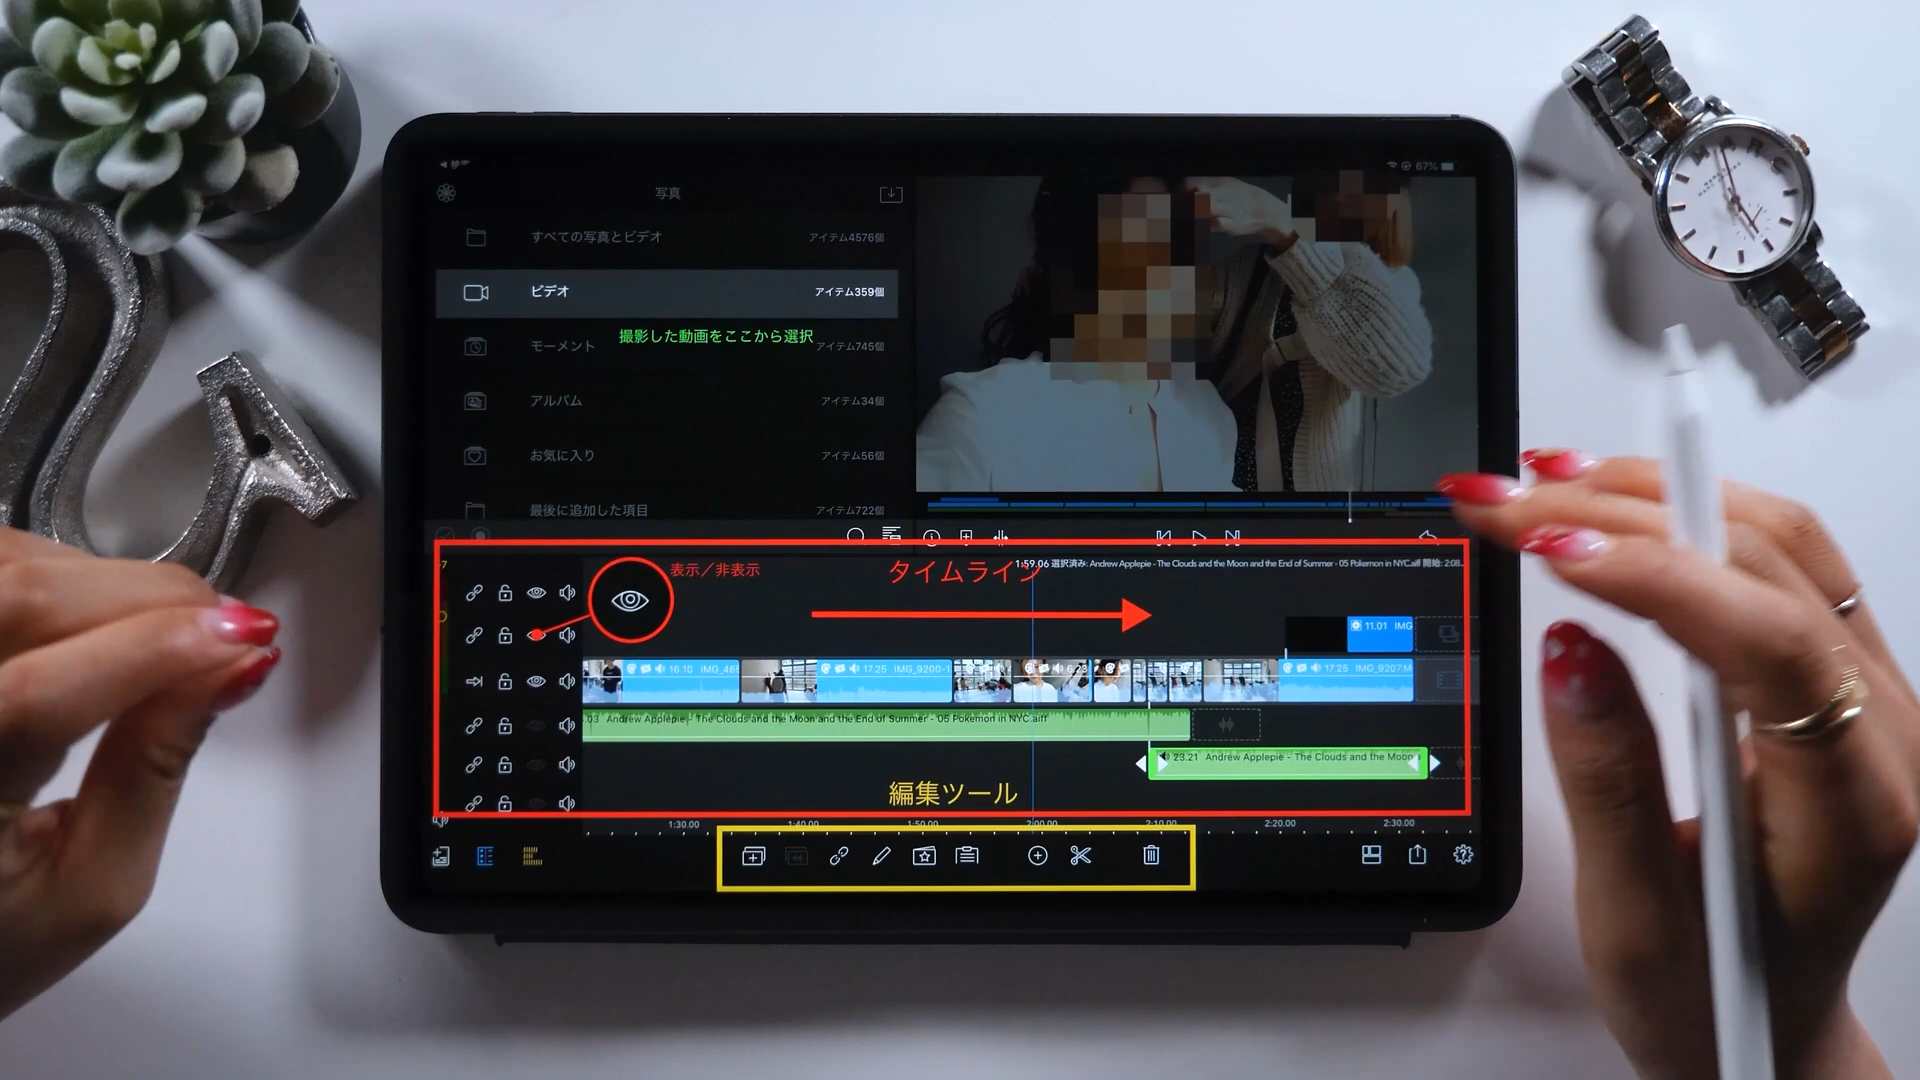 67%
写真
すべての写真とビデオ アイテム4576個
ビデオ アイテム359個
撮影した動画をここから選択
モーメント アイテム745個
アルバム アイテム34個
お気に入り アイテム56個
最後に追加した項目 アイテム722個
表示／非表示
タイムライン
1:59.06 選択済み: Andrew Applepie - The Clouds and the Moon and the End of Summer - 05 Pokemon in NYC.aiff 開始: 2:08...
11.01 IMG
16.10 IMG_46
17.25 IMG_9200-1
6.23
17.25 IMG_9207.M
.03 Andrew Applepie - The Clouds and the Moon and the End of Summer - 05 Pokemon in NYC.aiff
23.21 Andrew Applepie - The Clouds and the Moon
編集ツール
1:30.00 1:40.00 1:50.00 2:00.00 2:10.00 2:20.00 2:30.00
MARC